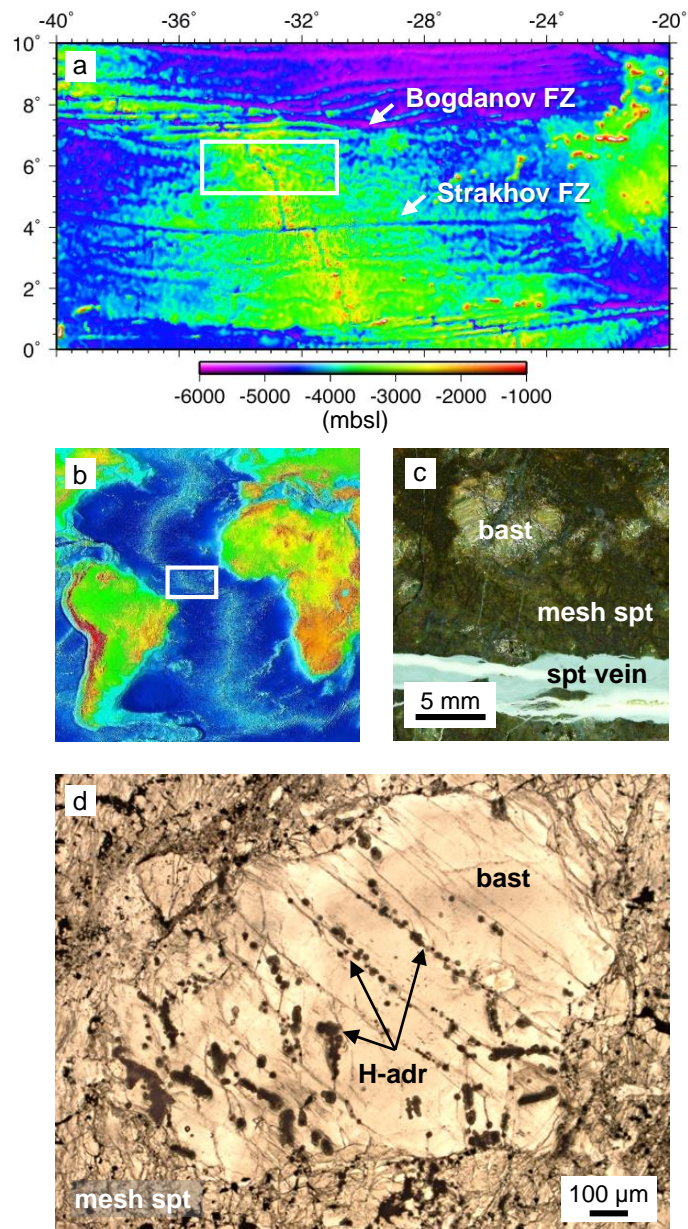 -40° -36° -32° -28° -24° -20°
10°
a
Bogdanov FZ
8°
6°
Strakhov FZ
4°
2°
0°
-6000 -5000 -4000 -3000 -2000 -1000
(mbsl)
b
c
bast
mesh spt
spt vein
5 mm
d
bast
H-adr
mesh spt
100 µm